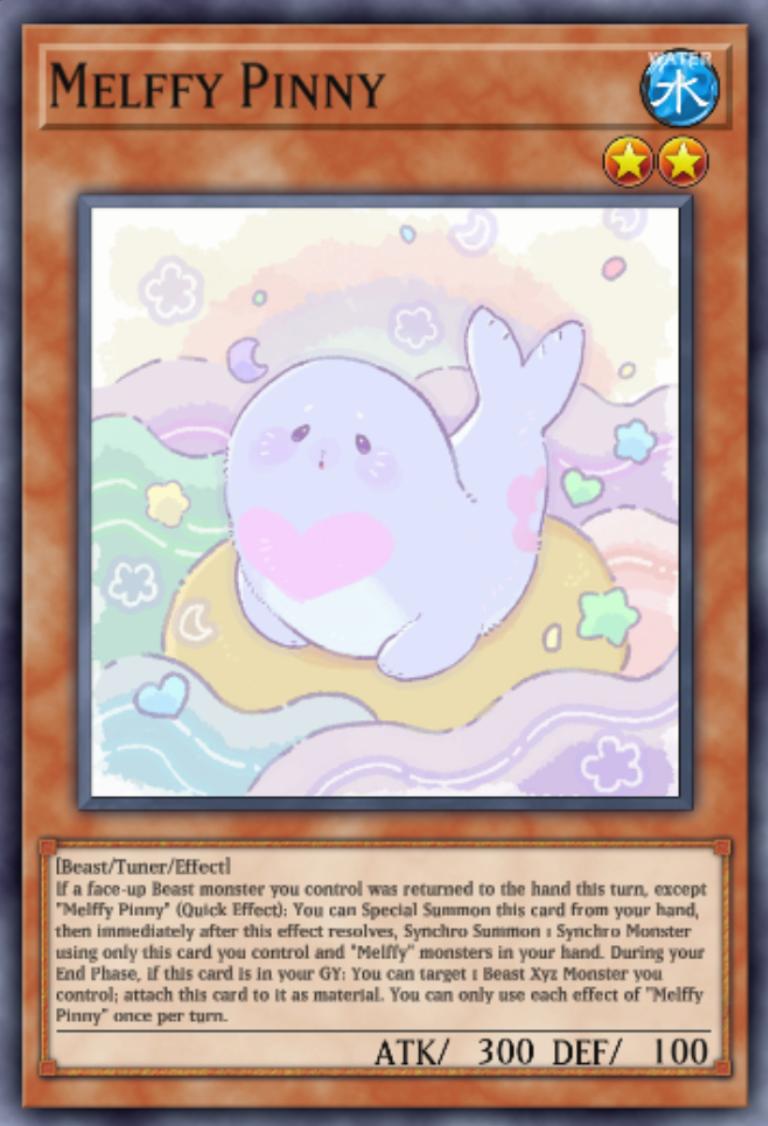 Melffy Pinny
WATER
水
[Beast/Tuner/Effect]
If a face-up Beast monster you control was returned to the hand this turn, except
"Melffy Pinny" (Quick Effect): You can Special Summon this card from your hand,
then immediately after this effect resolves, Synchro Summon 1 Synchro Monster
using only this card you control and "Melffy" monsters in your hand. During your
End Phase, if this card is in your GY: You can target 1 Beast Xyz Monster you
control; attach this card to it as material. You can only use each effect of "Melffy
Pinny" once per turn.
ATK/ 300 DEF/ 100